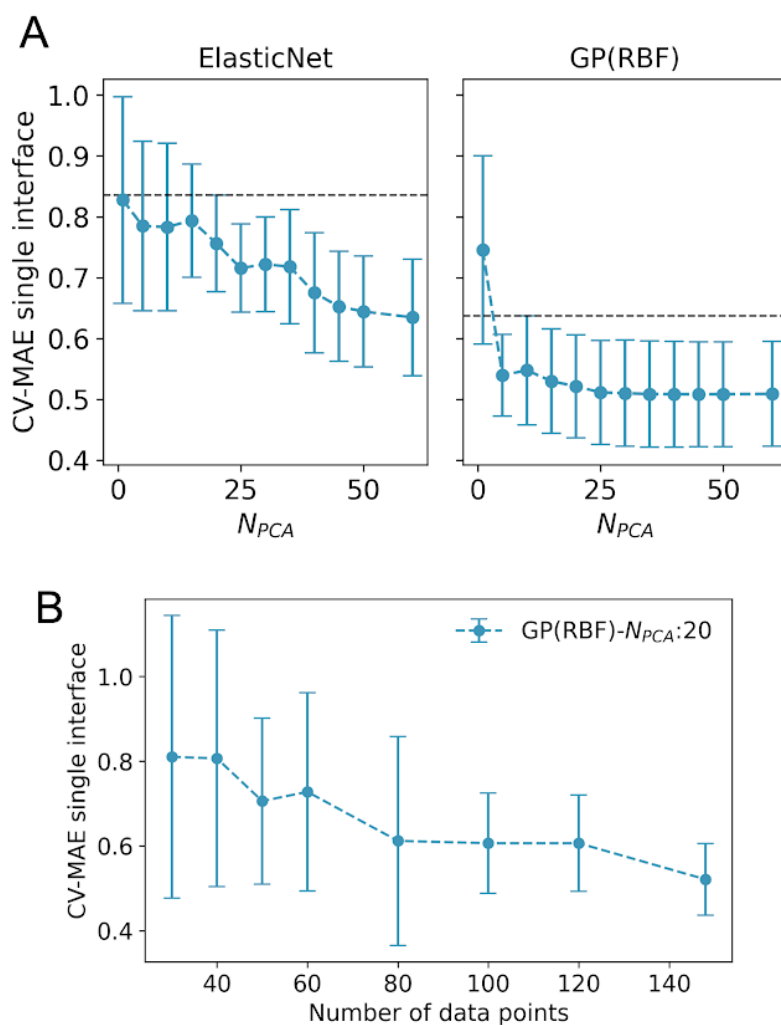 A
ElasticNet
GP(RBF)
CV-MAE single interface
1.0
0.9
0.8
0.7
0.6
0.5
0.4
0
25
50
0
25
50
N_PCA
N_PCA
B
GP(RBF)-N_PCA:20
CV-MAE single interface
1.0
0.8
0.6
0.4
40
60
80
100
120
140
Number of data points